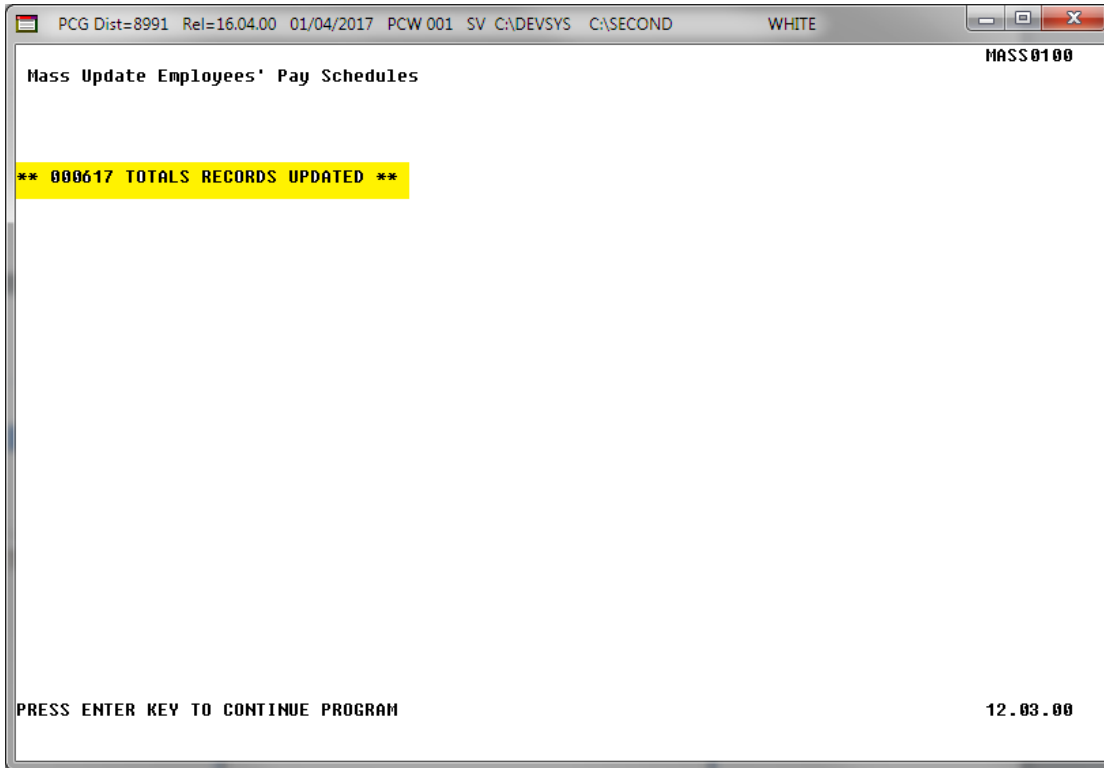 PCG Dist=8991 Rel=16.04.00 01/04/2017 PCW 001 SV C:\DEVSYS C:\SECOND WHITE
MASS0100
Mass Update Employees' Pay Schedules
** 000617 TOTALS RECORDS UPDATED **
PRESS ENTER KEY TO CONTINUE PROGRAM 12.03.00